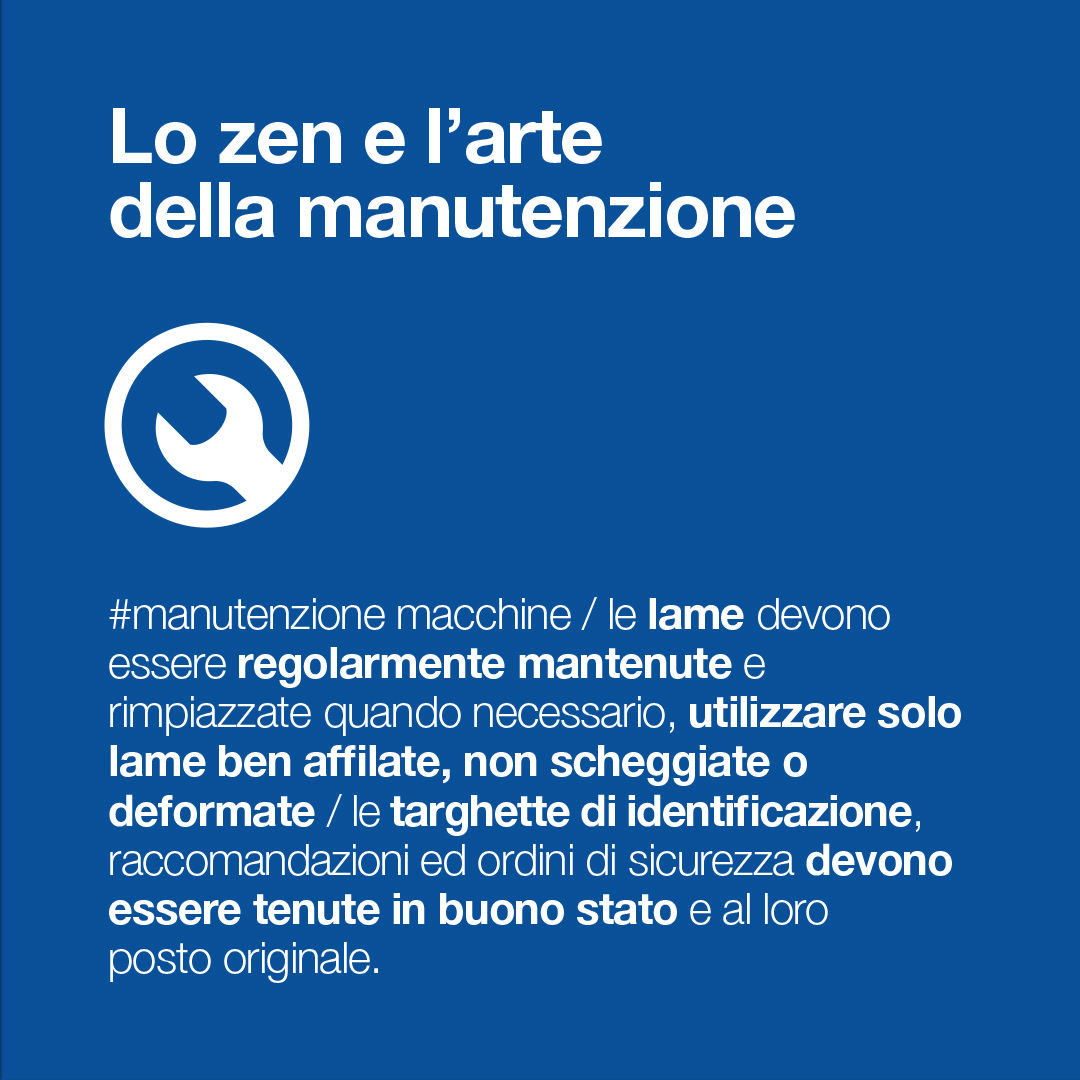 Lo zen e l’arte
della manutenzione
#manutenzione macchine / le lame devono
essere regolarmente mantenute e
rimpiazzate quando necessario, utilizzare solo
lame ben affilate, non scheggiate o
deformate / le targhette di identificazione,
raccomandazioni ed ordini di sicurezza devono
essere tenute in buono stato e al loro
posto originale.